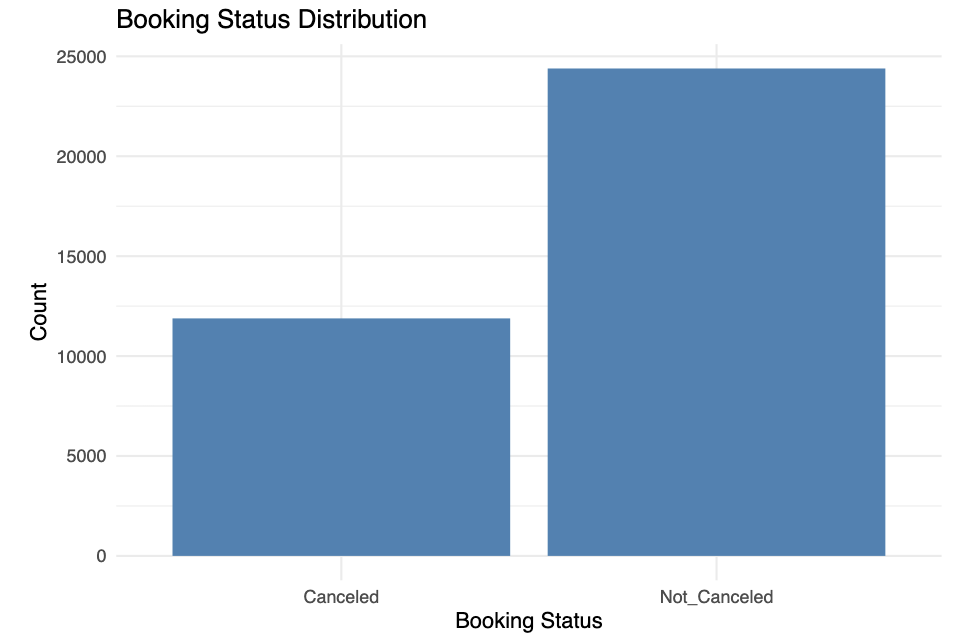 Booking Status Distribution
25000
20000
15000
10000
5000
0
Count
Canceled
Not_Canceled
Booking Status